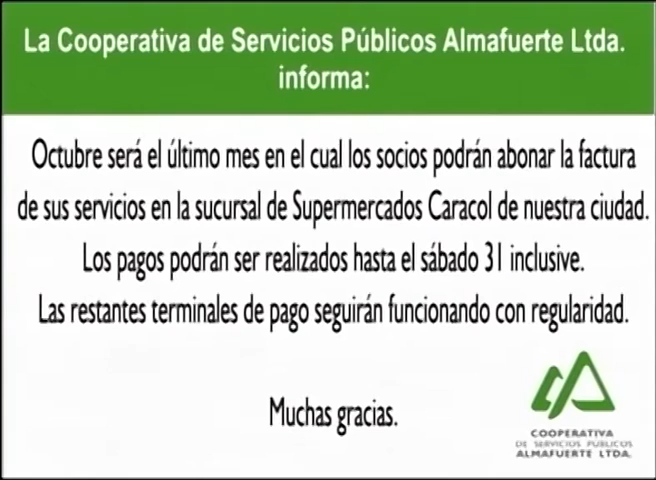 La Cooperativa de Servicios Públicos Almafuerte Ltda.
informa:
Octubre será el último mes en el cual los socios podrán abonar la factura
de sus servicios en la sucursal de Supermercados Caracol de nuestra ciudad.
Los pagos podrán ser realizados hasta el sábado 31 inclusive.
Las restantes terminales de pago seguirán funcionando con regularidad.
Muchas gracias.
COOPERATIVA
DE SERVICIOS PÚBLICOS
ALMAFUERTE LTDA.